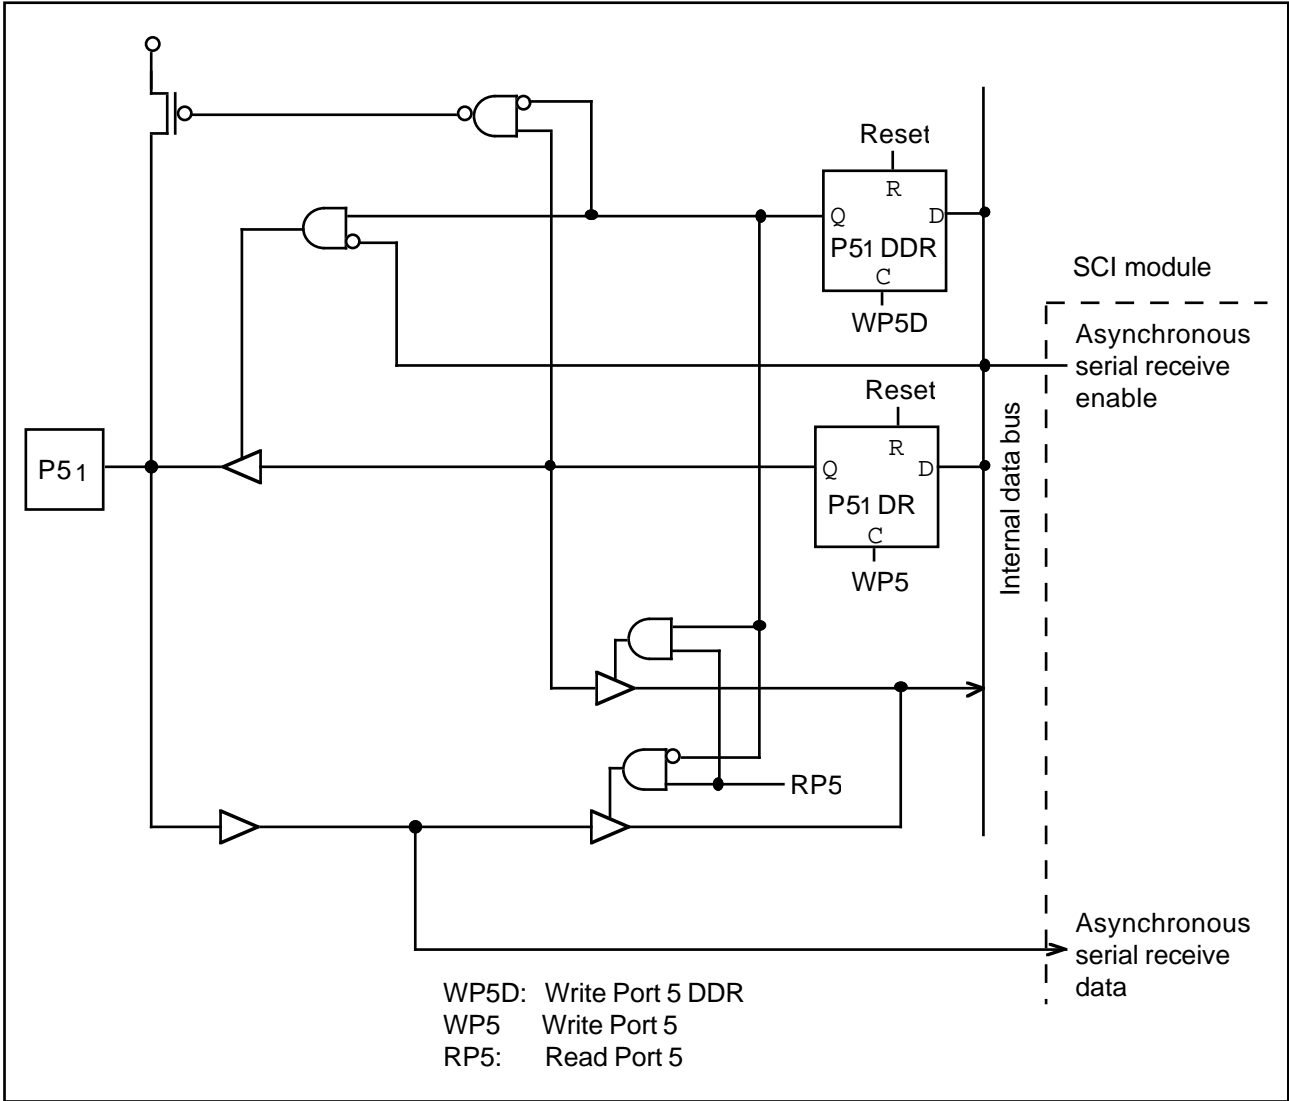 Reset
R
Q
D
P51 DDR
C
WP5D
SCI module
Asynchronous
serial receive
enable
Reset
R
Q
D
P51 DR
C
WP5
Internal data bus
P51
RP5
Asynchronous
serial receive
data
WP5D: Write Port 5 DDR
WP5 Write Port 5
RP5: Read Port 5